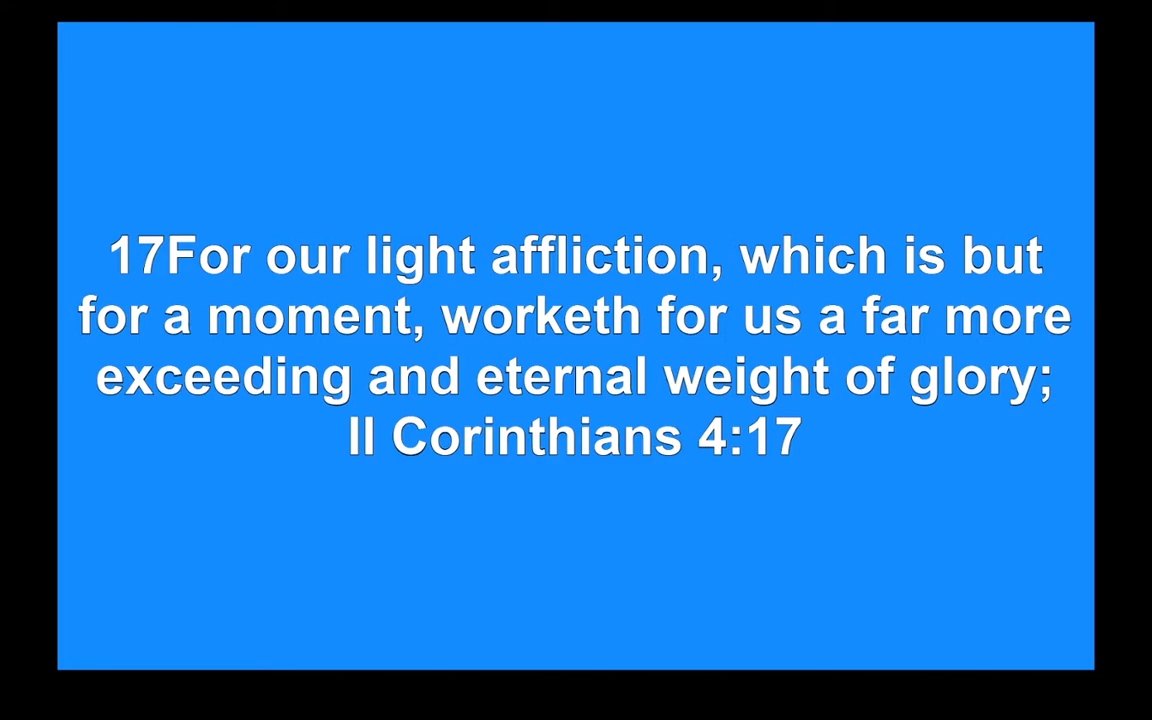 17For our light affliction, which is but
for a moment, worketh for us a far more
exceeding and eternal weight of glory;
II Corinthians 4:17